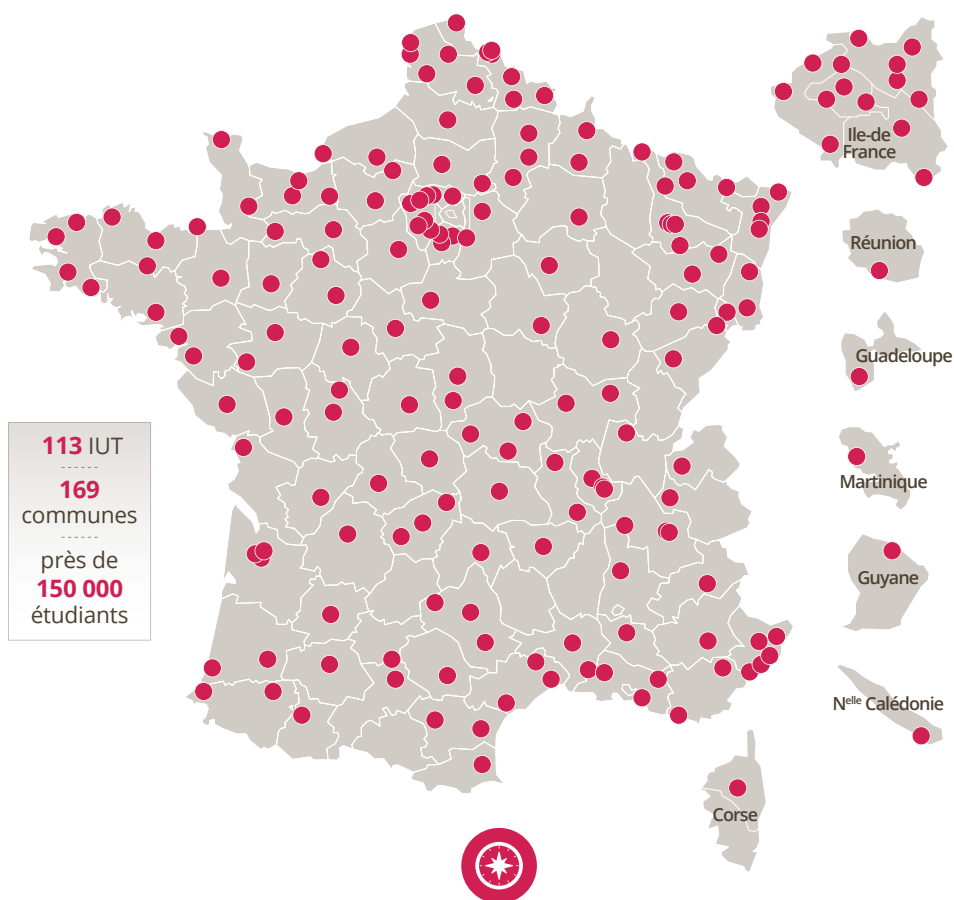 Ile-de
France
Réunion
Guadeloupe
113 IUT
169
communes
près de
150 000
étudiants
Martinique
Guyane
Nelle Calédonie
Corse